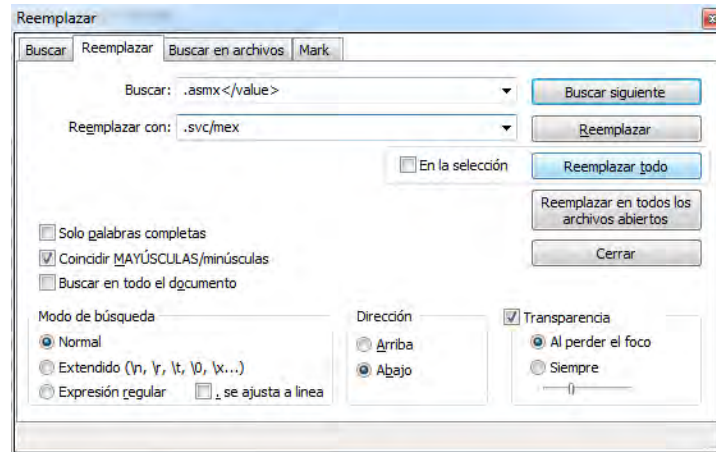 Reemplazar
Buscar Reemplazar Buscar en archivos Mark
Buscar: .asmx</value> Buscar siguiente
Reemplazar con: .svc/mex Reemplazar
En la selección Reemplazar todo
Reemplazar en todos los
archivos abiertos
Solo palabras completas
Coincidir MAYÚSCULAS/minúsculas Cerrar
Buscar en todo el documento
Modo de búsqueda Dirección Transparencia
Normal Arriba Al perder el foco
Extendido (\n, \r, \t, \0, \x...) Abajo Siempre
Expresión regular . se ajusta a linea